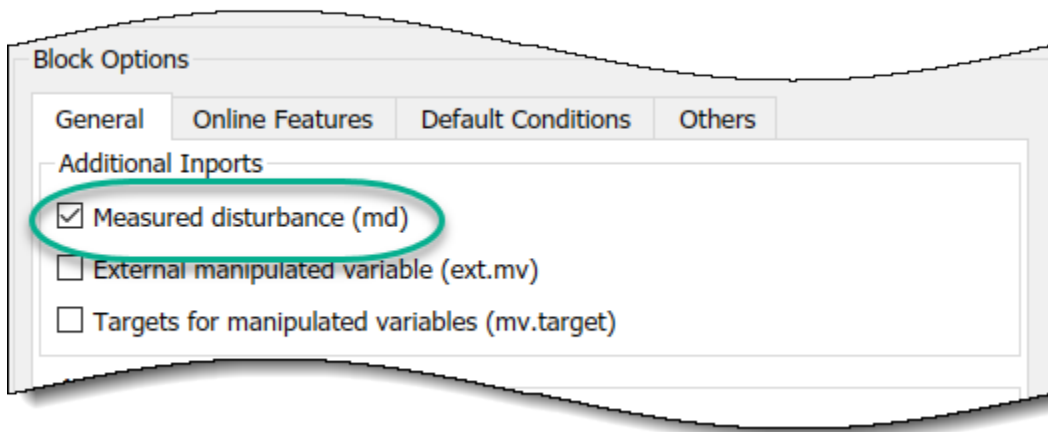 Block Options
General Online Features Default Conditions Others
Additional Inports
Measured disturbance (md)
External manipulated variable (ext.mv)
Targets for manipulated variables (mv.target)